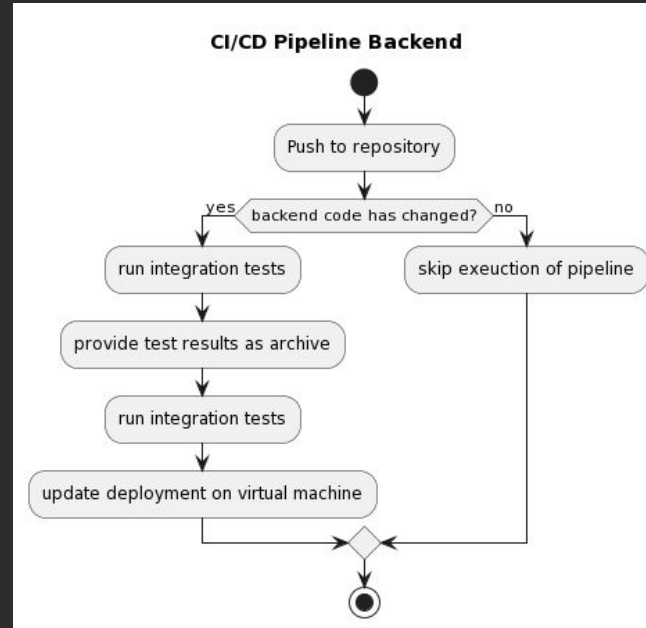 CI/CD Pipeline Backend
Push to repository
yes
backend code has changed?
no
run integration tests
skip exeuction of pipeline
provide test results as archive
run integration tests
update deployment on virtual machine